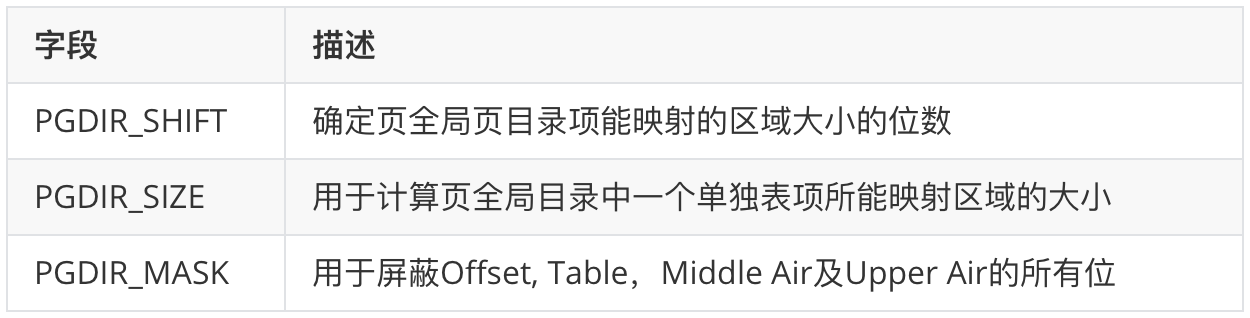 字段 描述
PGDIR_SHIFT 确定页全局页目录项能映射的区域大小的位数
PGDIR_SIZE 用于计算页全局目录中一个单独表项所能映射区域的大小
PGDIR_MASK 用于屏蔽Offset, Table，Middle Air及Upper Air的所有位